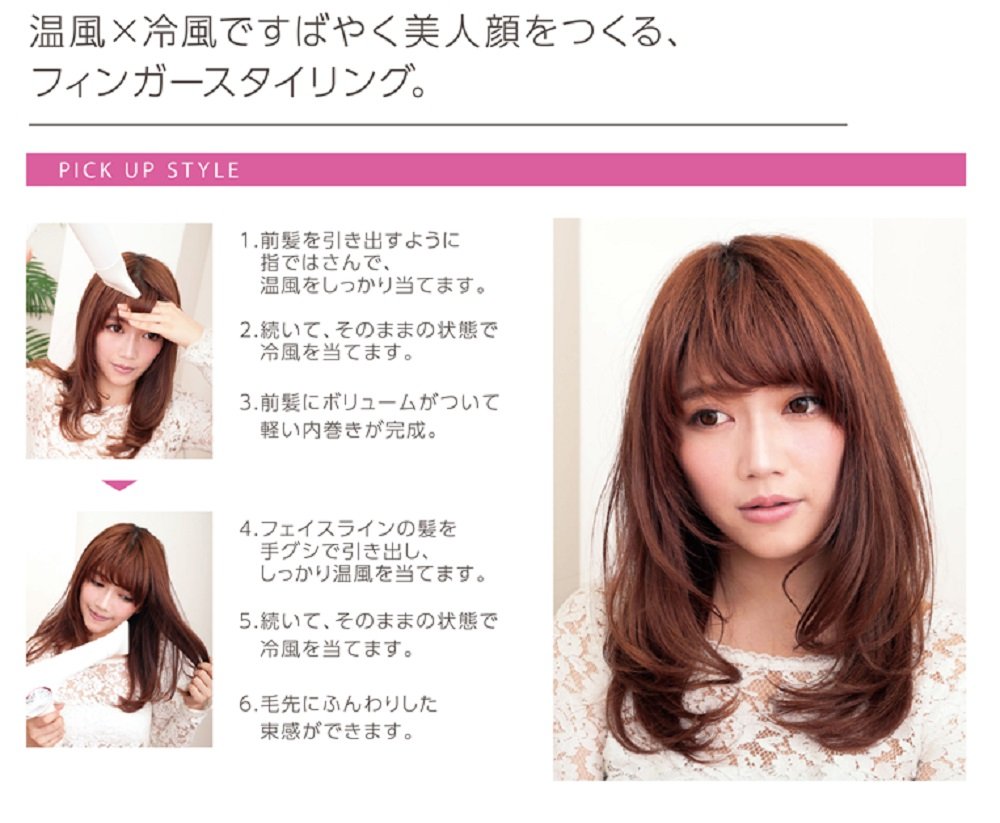 温風×冷風ですばやく美人顔をつくる、
フィンガースタイリング。
PICK UP STYLE
1.前髪を引き出すように
指ではさんで、
温風をしっかり当てます。
2.続いて、そのままの状態で
冷風を当てます。
3.前髪にボリュームがついて
軽い内巻きが完成。
4.フェイスラインの髪を
手グシで引き出し、
しっかり温風を当てます。
5.続いて、そのままの状態で
冷風を当てます。
6.毛先にふんわりした
束感ができます。